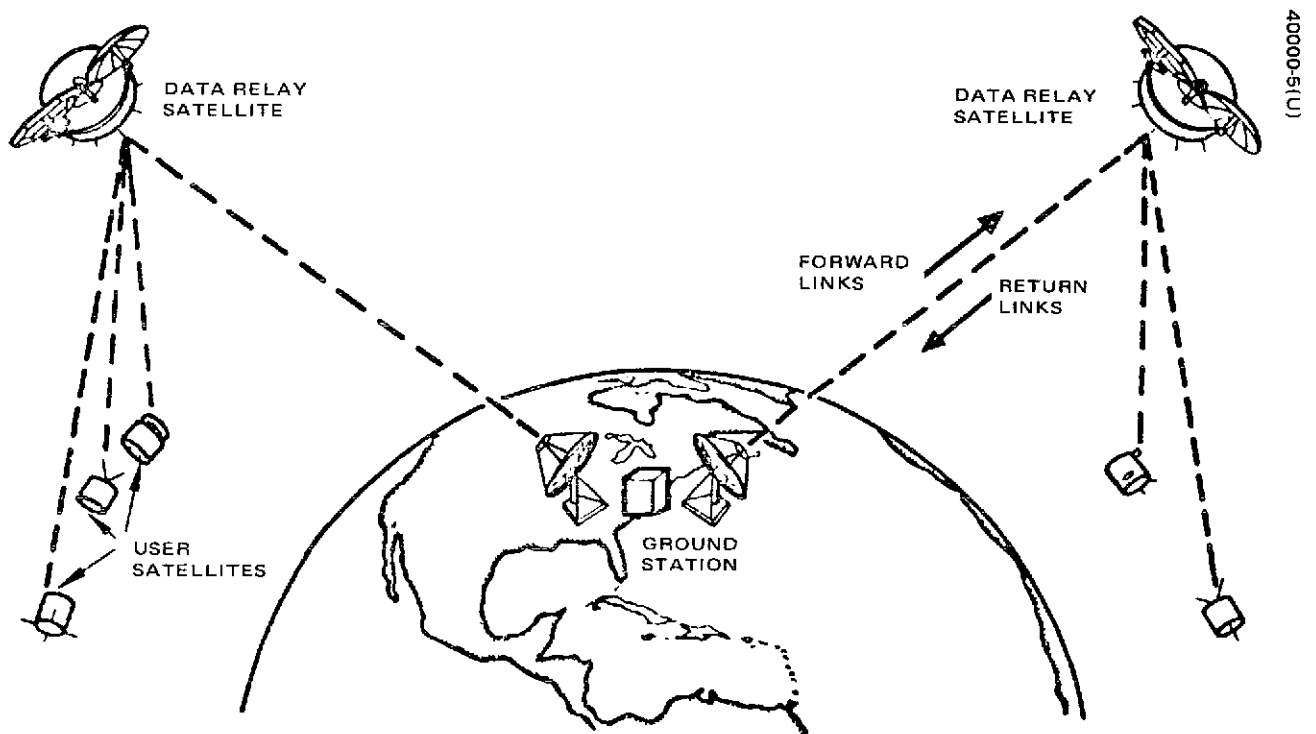 40000-5(U)
DATA RELAY
SATELLITE
DATA RELAY
SATELLITE
FORWARD
LINKS
RETURN
LINKS
USER
SATELLITES
GROUND
STATION